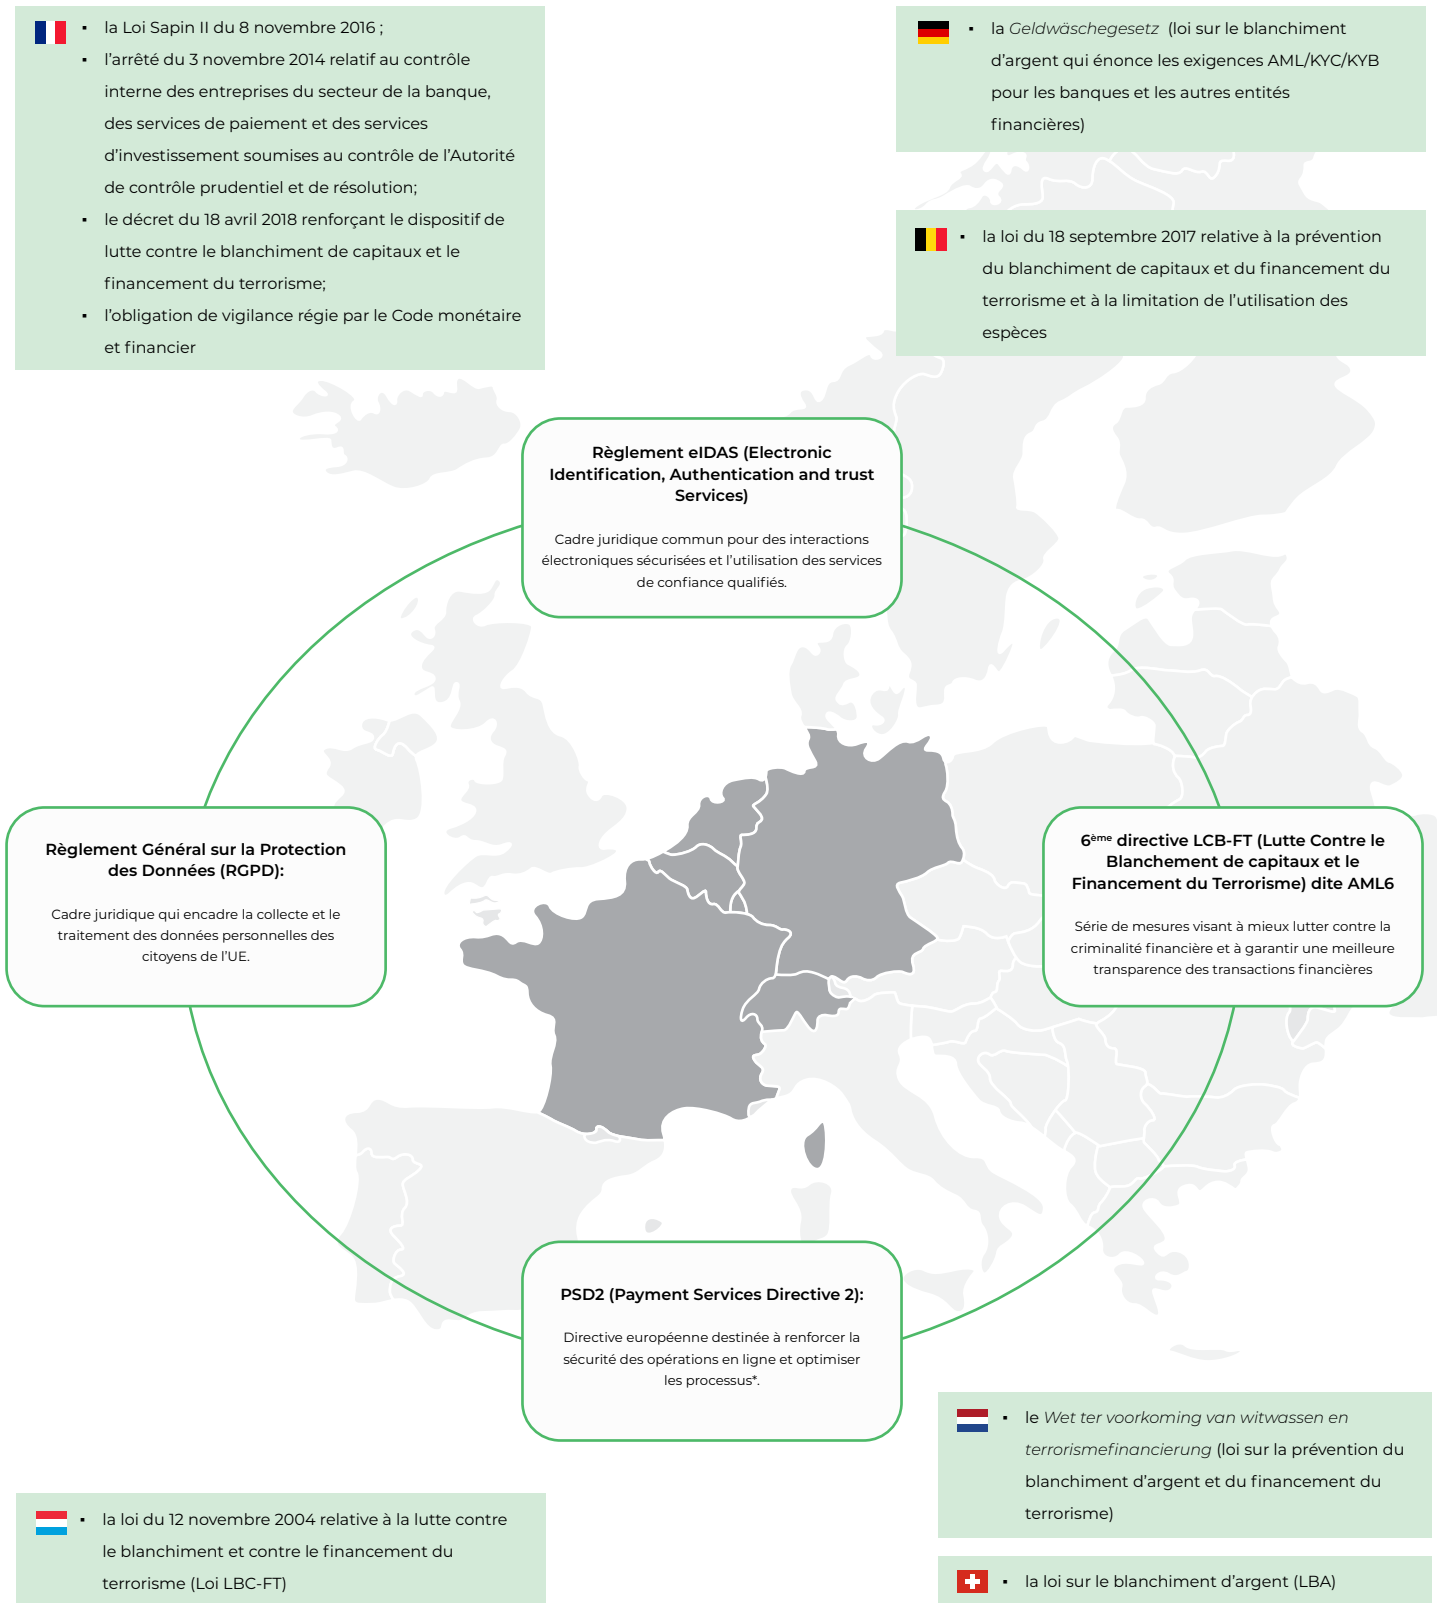 ▪ la Loi Sapin II du 8 novembre 2016 ;
▪ l’arrêté du 3 novembre 2014 relatif au contrôle
interne des entreprises du secteur de la banque,
des services de paiement et des services
d’investissement soumises au contrôle de l’Autorité
de contrôle prudentiel et de résolution;
▪ le décret du 18 avril 2018 renforçant le dispositif de
lutte contre le blanchiment de capitaux et le
financement du terrorisme;
▪ l’obligation de vigilance régie par le Code monétaire
et financier
▪ la Geldwäschegesetz (loi sur le blanchiment
d’argent qui énonce les exigences AML/KYC/KYB
pour les banques et les autres entités
financières)
▪ la loi du 18 septembre 2017 relative à la prévention
du blanchiment de capitaux et du financement du
terrorisme et à la limitation de l’utilisation des
espèces
Règlement eIDAS (Electronic
Identification, Authentication and trust
Services)
Cadre juridique commun pour des interactions
électroniques sécurisées et l’utilisation des services
de confiance qualifiés.
Règlement Général sur la Protection
des Données (RGPD):
Cadre juridique qui encadre la collecte et le
traitement des données personnelles des
citoyens de l’UE.
6ème directive LCB-FT (Lutte Contre le
Blanchement de capitaux et le
Financement du Terrorisme) dite AML6
Série de mesures visant à mieux lutter contre la
criminalité financière et à garantir une meilleure
transparence des transactions financières
PSD2 (Payment Services Directive 2):
Directive européenne destinée à renforcer la
sécurité des opérations en ligne et optimiser
les processus*.
▪ le Wet ter voorkoming van witwassen en
terrorismefinancierung (loi sur la prévention du
blanchiment d’argent et du financement du
terrorisme)
▪ la loi du 12 novembre 2004 relative à la lutte contre
le blanchiment et contre le financement du
terrorisme (Loi LBC-FT)
▪ la loi sur le blanchiment d’argent (LBA)